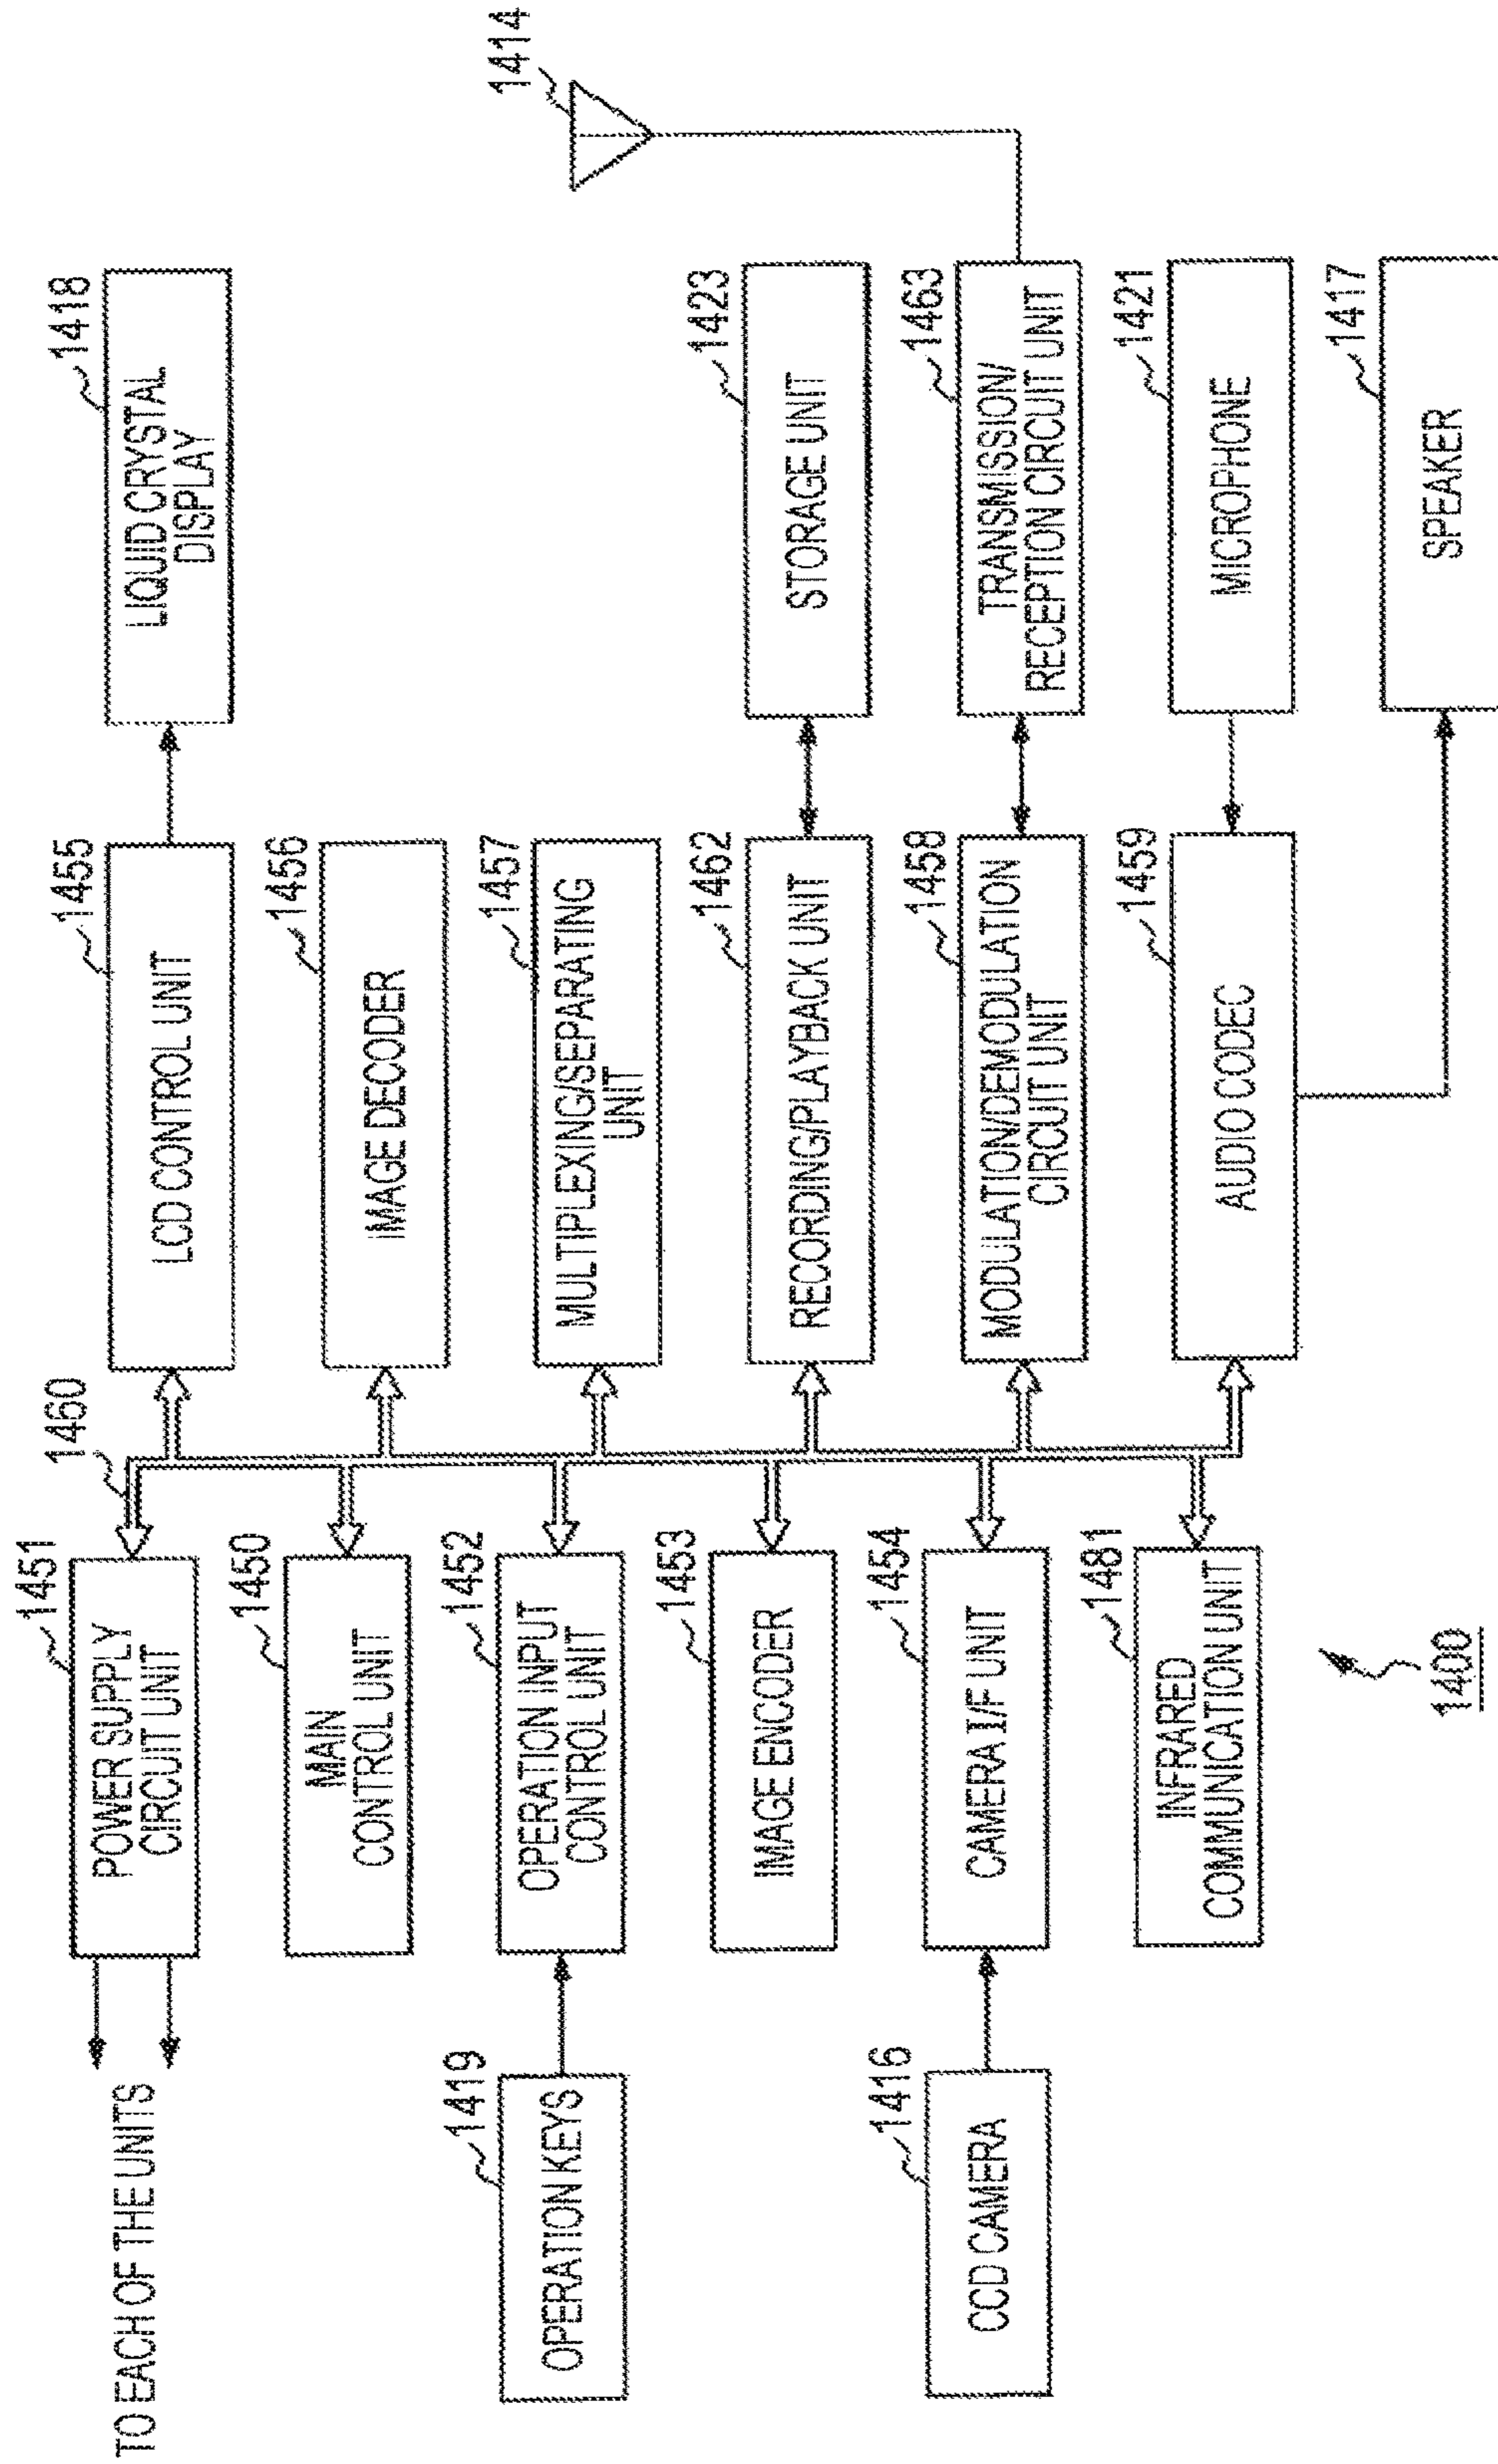 TO EACH OF THE UNITS
1451
POWER SUPPLY
CIRCUIT UNIT
1460
1455
LCD CONTROL UNIT
1418
LIQUID CRYSTAL
DISPLAY
1450
MAIN
CONTROL UNIT
1456
IMAGE DECODER
1419
OPERATION KEYS
1452
OPERATION INPUT
CONTROL UNIT
1457
MULTIPLEXING/SEPARATING
UNIT
1414
1453
IMAGE ENCODER
1462
RECORDING/PLAYBACK UNIT
1423
STORAGE UNIT
1416
CCD CAMERA
1454
CAMERA I/F UNIT
1458
MODULATION/DEMODULATION
CIRCUIT UNIT
1463
TRANSMISSION/
RECEPTION CIRCUIT UNIT
1481
INFRARED
COMMUNICATION UNIT
1459
AUDIO CODEC
1421
MICROPHONE
1417
SPEAKER
1400